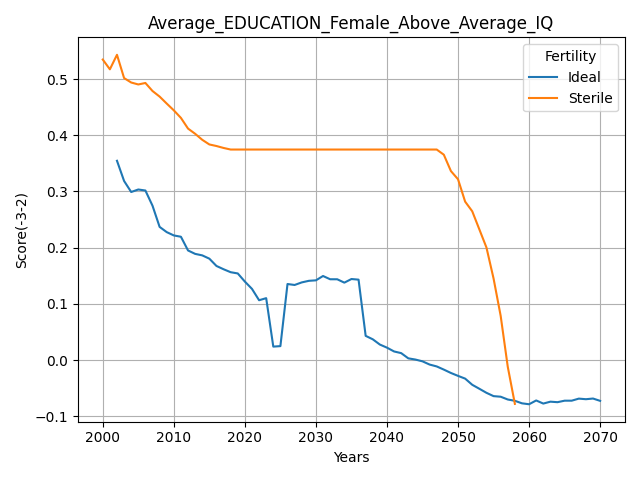 Average_EDUCATION_Female_Above_Average_IQ
Fertility
Ideal
Sterile
Score(-3-2)
0.5
0.4
0.3
0.2
0.1
0.0
−0.1
2000 2010 2020 2030 2040 2050 2060 2070
Years